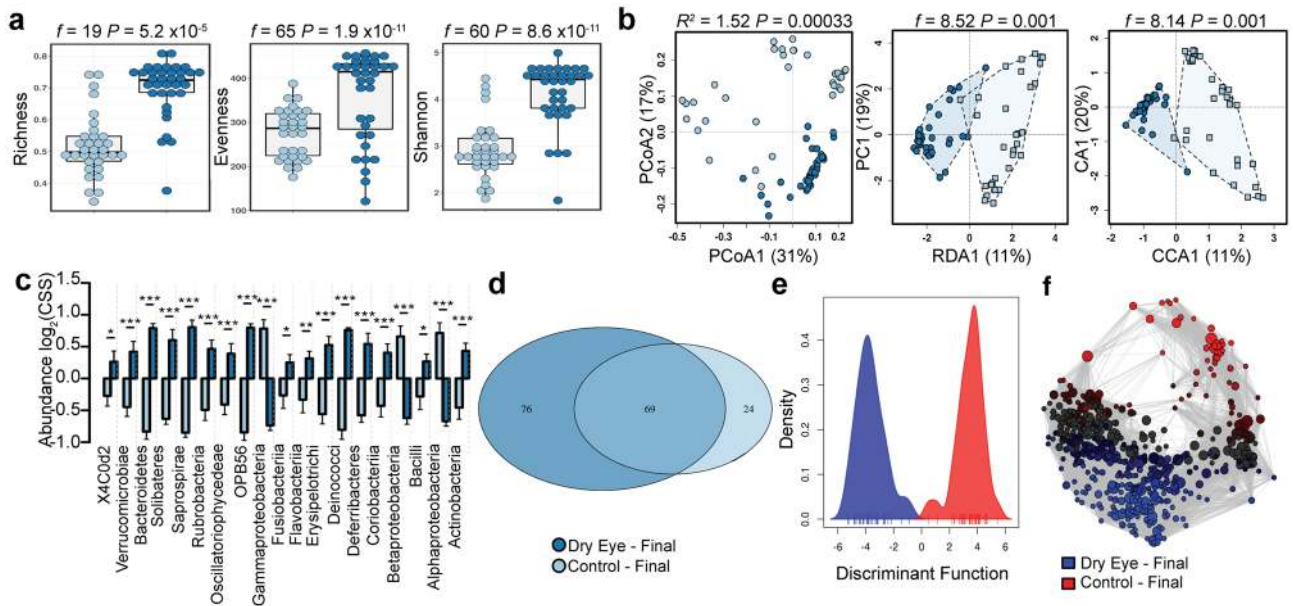 a
f = 19 P = 5.2 x10-5
f = 65 P = 1.9 x10-11
f = 60 P = 8.6 x10-11
Richness
0.8
0.7
0.6
0.5
0.4
Evenness
400
300
200
100
Shannon
5
4
3
2
b
R² = 1.52 P = 0.00033
f = 8.52 P = 0.001
f = 8.14 P = 0.001
PCoA2 (17%)
0.2
0.1
0
-0.1
-0.2
-0.5
-0.3
-0.1
0.1
0.2
PCoA1 (31%)
PC1 (19%)
4
2
0
-2
-2
0
2
4
RDA1 (11%)
CA1 (20%)
2
1
0
-1
-2
-3
-1
0
1
2
3
CCA1 (11%)
c
Abundance log2(CSS)
1.5
1.0
0.5
0.0
-0.5
-1.0
* *** *** *** *** *** *** *** *** * ** *** *** *** *** *** * *** ***
X4C0d2
Verrucomicrobiae
Bacteroidetes
Solibateres
Saprospirae
Rubrobacteria
Oscillatoriophycedeae
OPB56
Gammaproteobacteria
Fusiobacteriia
Flavobacteriia
Erysipelotrichi
Deinococci
Deferribacteres
Coriobacteriia
Betaproteobacteria
Bacilli
Alphaproteobacteria
Actinobacteria
d
76
69
24
Dry Eye - Final
Control - Final
e
Density
0.4
0.3
0.2
0.1
0.0
-6
-4
-2
0
2
4
6
Discriminant Function
f
Dry Eye - Final
Control - Final